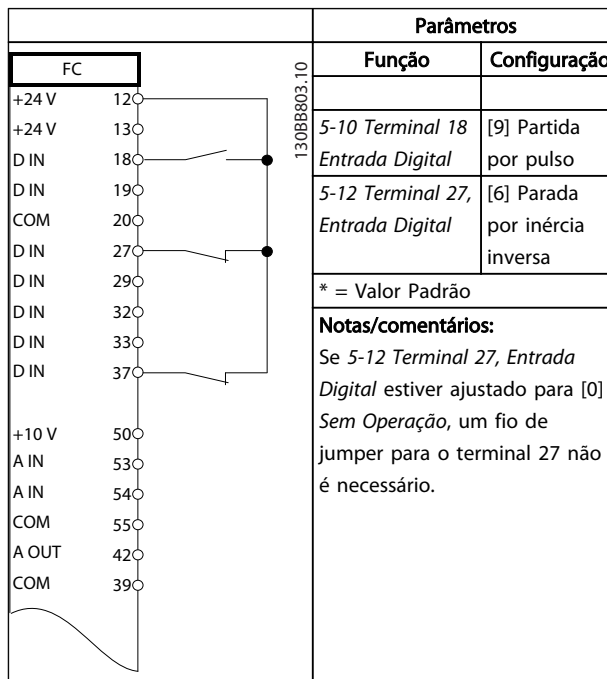 FC
+24 V 12
+24 V 13
D IN 18
D IN 19
COM 20
D IN 27
D IN 29
D IN 32
D IN 33
D IN 37
+10 V 50
A IN 53
A IN 54
COM 55
A OUT 42
COM 39
130BB803.10
Parâmetros
Função Configuração
5-10 Terminal 18 [9] Partida
Entrada Digital por pulso
5-12 Terminal 27, [6] Parada
Entrada Digital por inércia
inversa
* = Valor Padrão
Notas/comentários:
Se 5-12 Terminal 27, Entrada
Digital estiver ajustado para [0]
Sem Operação, um fio de
jumper para o terminal 27 não
é necessário.